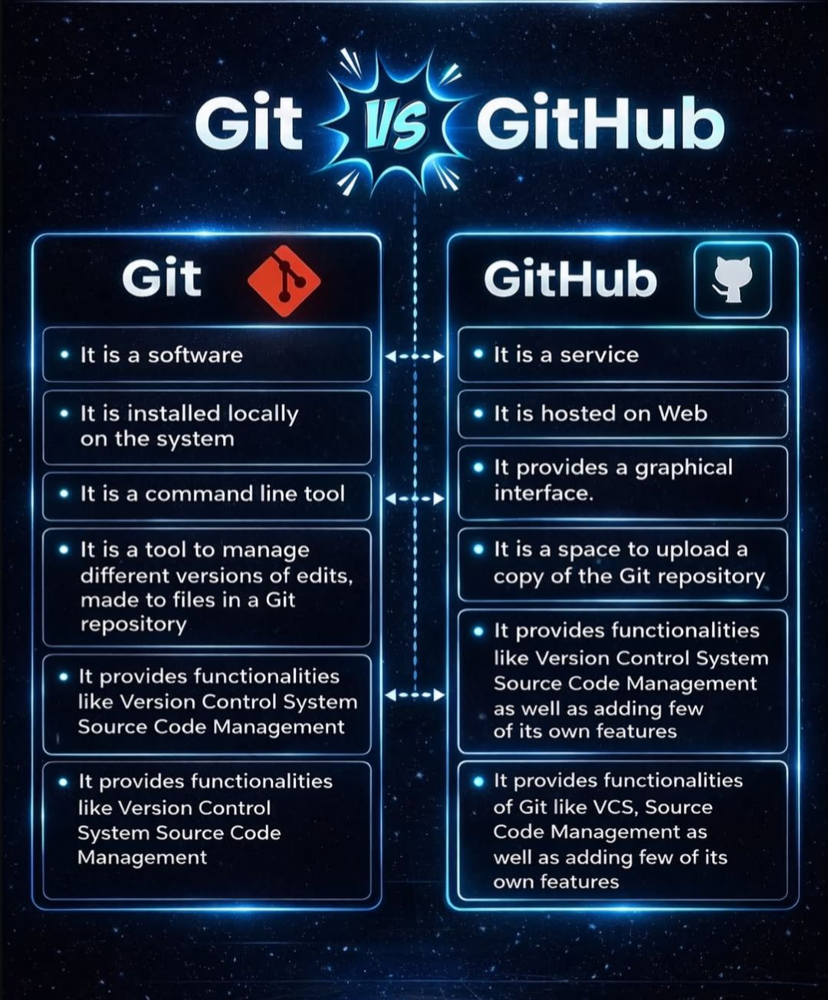 Git VS GitHub
Git
• It is a software
• It is installed locally
on the system
• It is a command line tool
• It is a tool to manage
different versions of edits,
made to files in a Git
repository
• It provides functionalities
like Version Control System
Source Code Management
• It provides functionalities
like Version Control
System Source Code
Management
GitHub
• It is a service
• It is hosted on Web
• It provides a graphical
interface.
• It is a space to upload a
copy of the Git repository
• It provides functionalities
like Version Control System
Source Code Management
as well as adding few
of its own features
• It provides functionalities
of Git like VCS, Source
Code Management as
well as adding few of its
own features